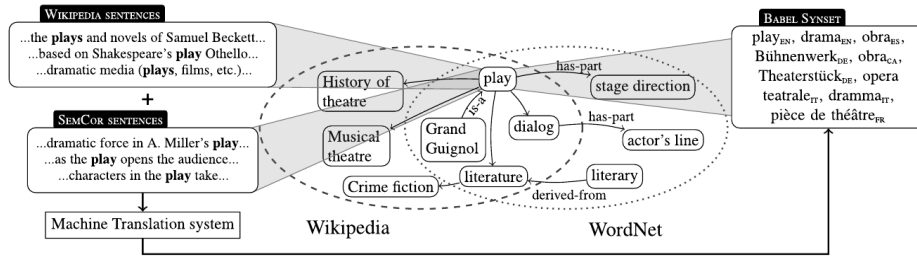 WIKIPEDIA SENTENCES
...the plays and novels of Samuel Beckett...
...based on Shakespeare's play Othello...
...dramatic media (plays, films, etc.)...
+
SEMCOR SENTENCES
...dramatic force in A. Miller's play...
...as the play opens the audience...
...characters in the play take...
Machine Translation system
History of
theatre
Musical
theatre
Crime fiction
play
is-a
Grand
Guignol
dialog
literature
has-part
stage direction
has-part
actor's line
literary
derived-from
Wikipedia
WordNet
BABEL SYNSET
playEN, dramaEN, obraES,
BühnenwerkDE, obraCA,
TheaterstückDE, opera
teatraleIT, drammaIT,
pièce de théâtreFR